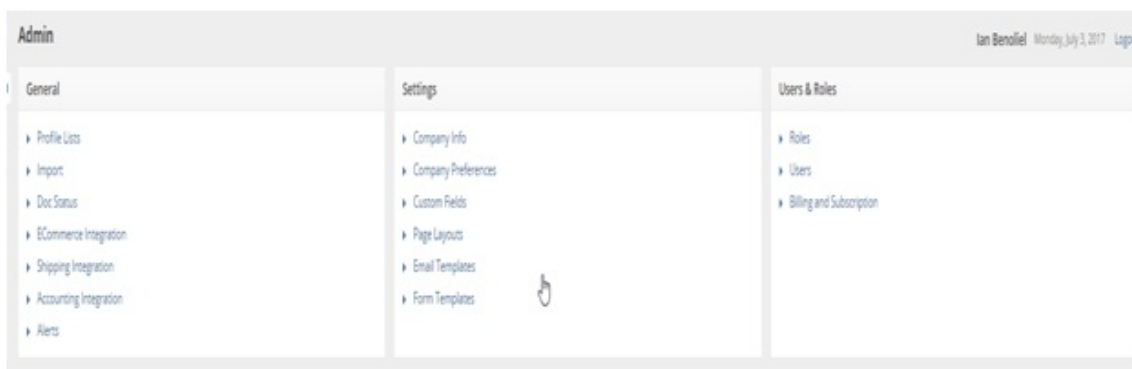 Admin
Ian Benoliel Monday, July 3, 2017 Logo
General
Profile Lists
Import
Doc Status
ECommerce Integration
Shipping Integration
Accounting Integration
Alerts
Settings
Company Info
Company Preferences
Custom Fields
Page Layouts
Email Templates
Form Templates
Users & Roles
Roles
Users
Billing and Subscription